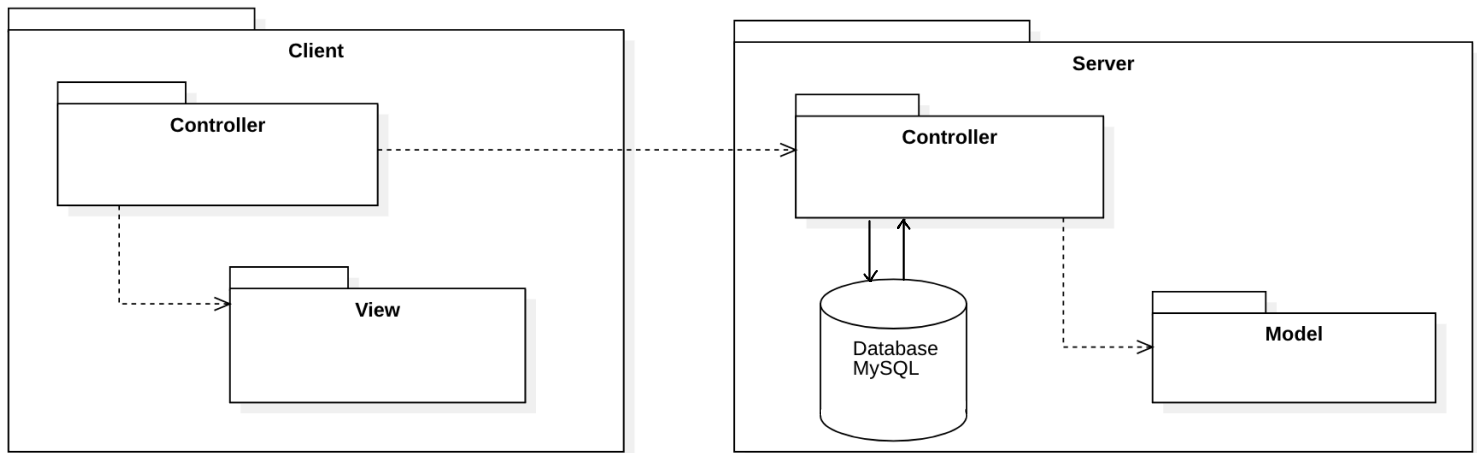 Client
Controller
View
Server
Controller
Database
MySQL
Model